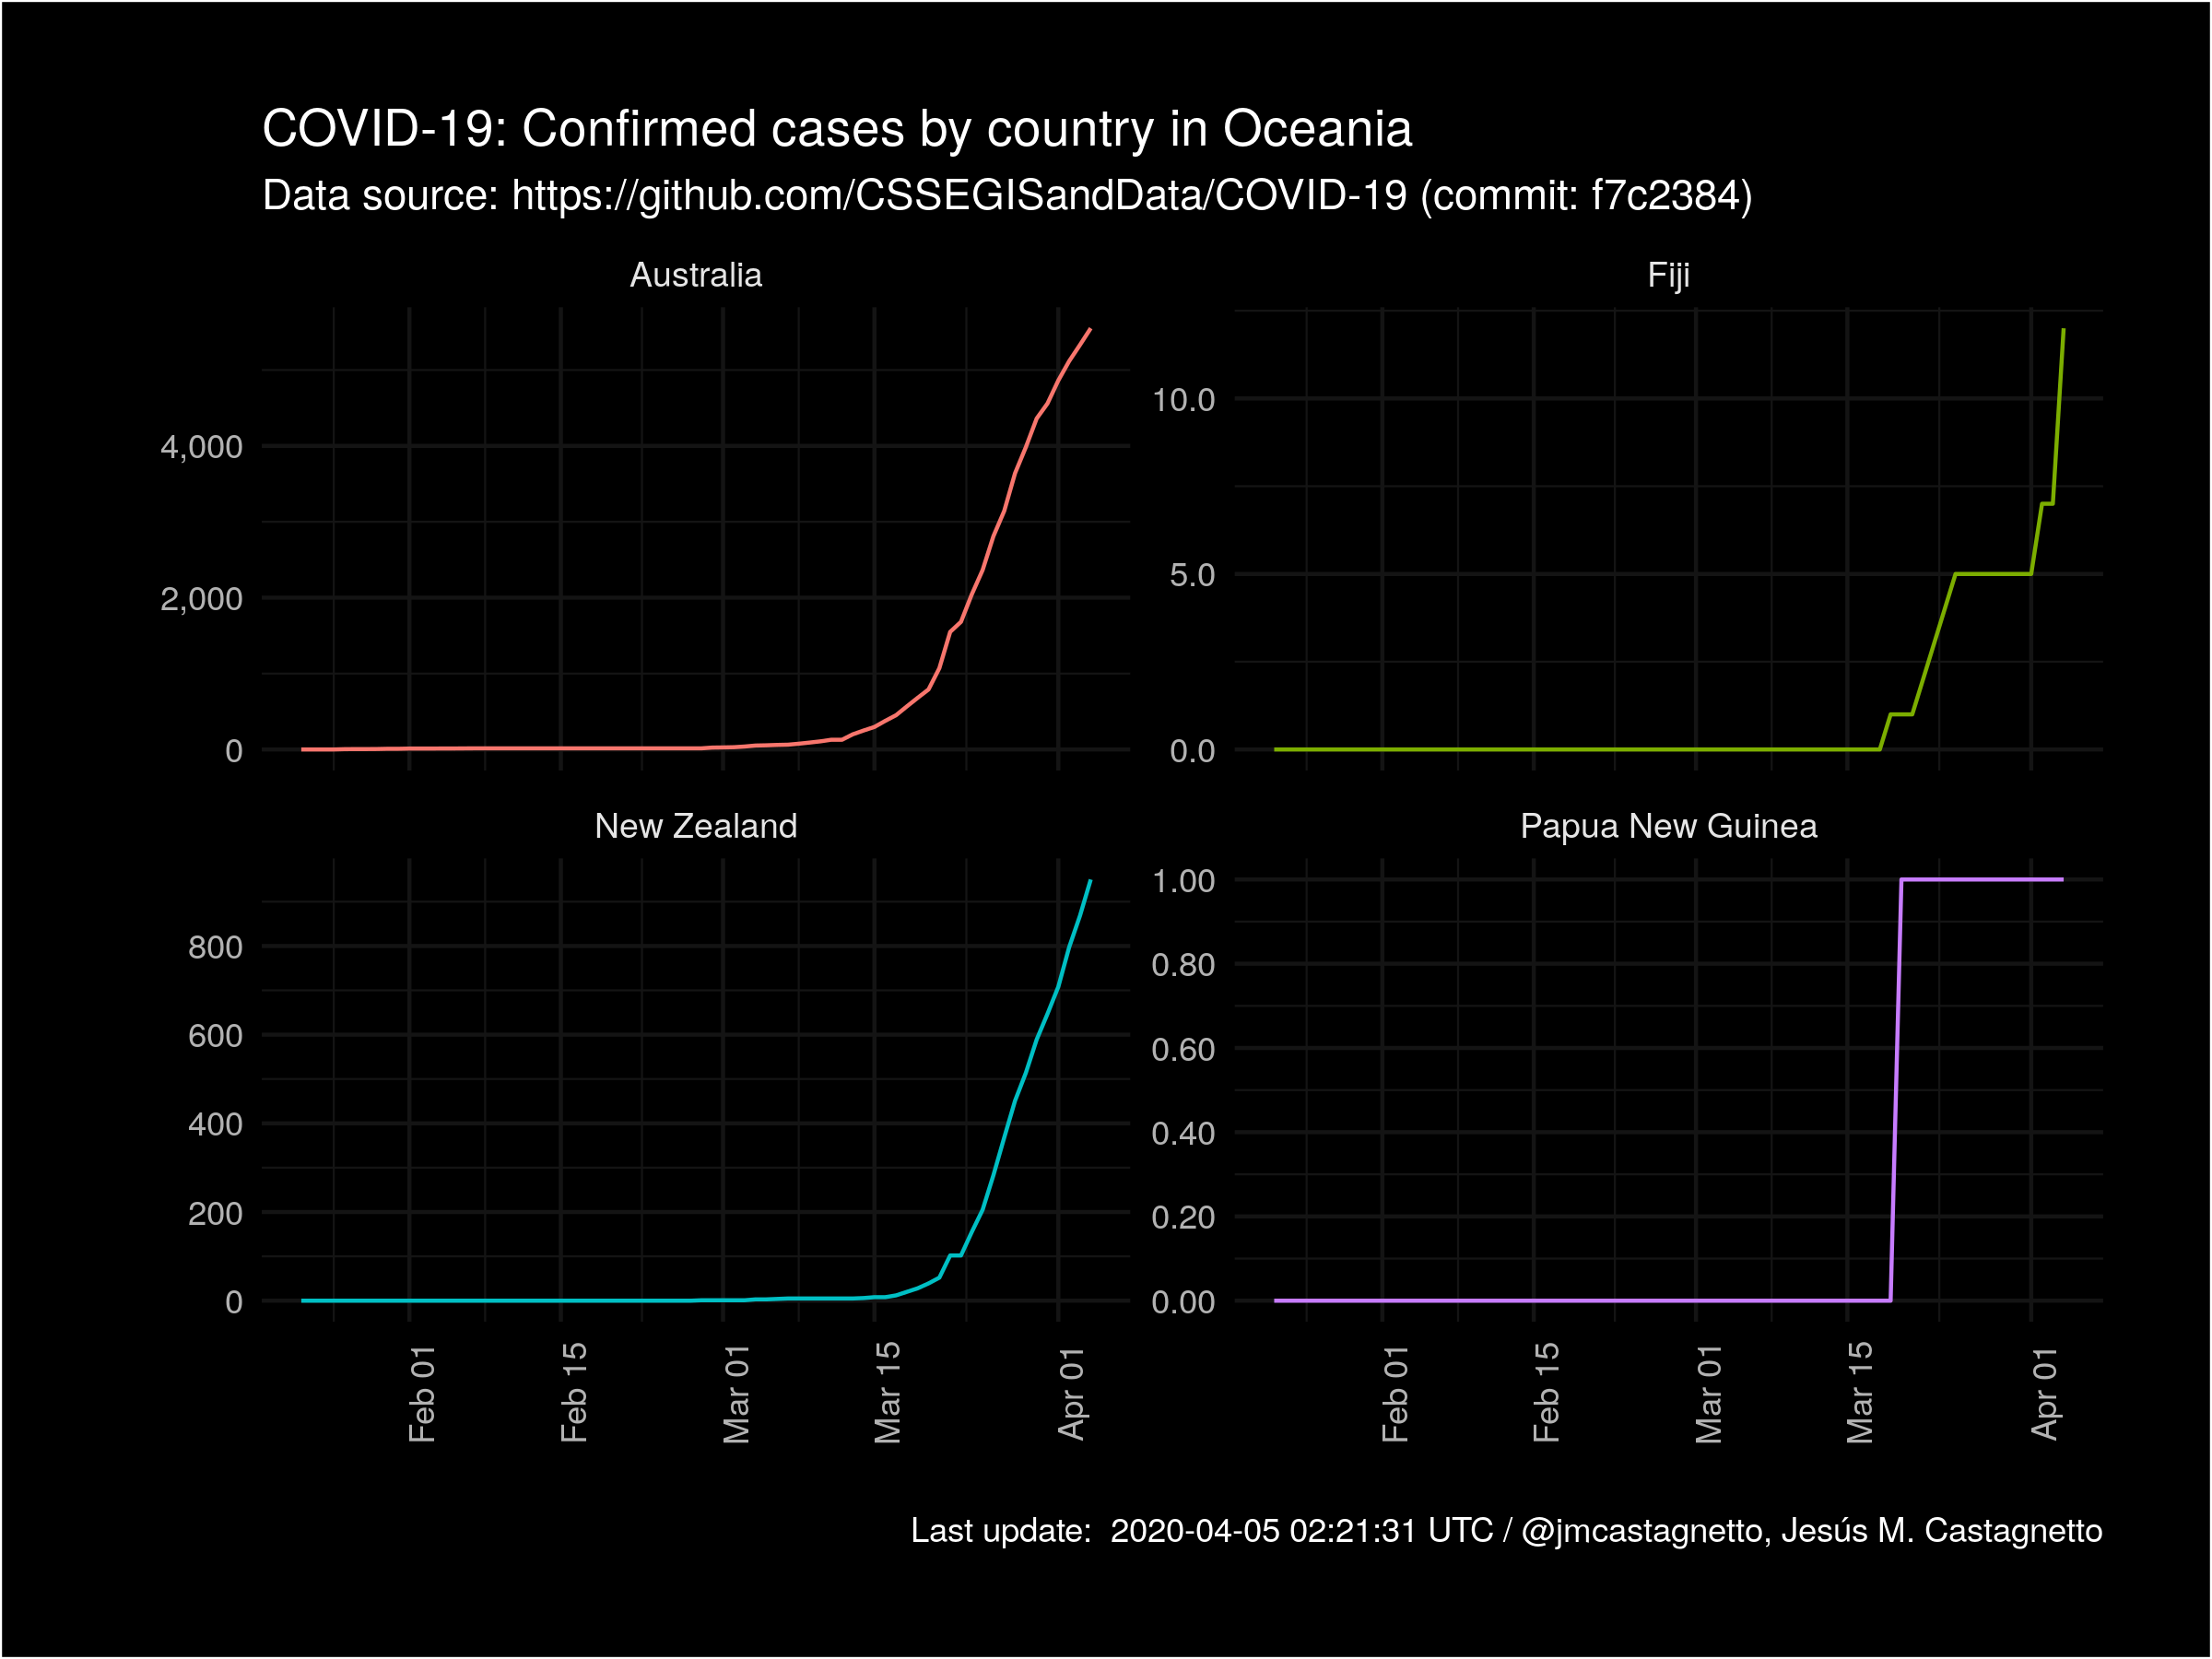 COVID-19: Confirmed cases by country in Oceania
Data source: https://github.com/CSSEGISandData/COVID-19 (commit: f7c2384)
Australia
4,000
2,000
0
Fiji
10.0
5.0
0.0
New Zealand
800
600
400
200
0
Feb 01
Feb 15
Mar 01
Mar 15
Apr 01
Papua New Guinea
1.00
0.80
0.60
0.40
0.20
0.00
Feb 01
Feb 15
Mar 01
Mar 15
Apr 01
Last update:  2020-04-05 02:21:31 UTC / @jmcastagnetto, Jesús M. Castagnetto